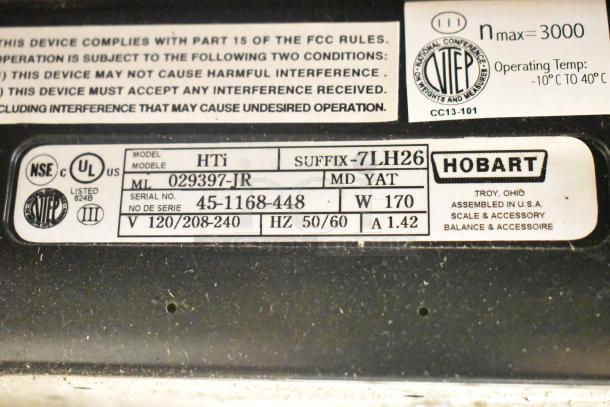 THIS DEVICE COMPLIES WITH PART 15 OF THE FCC RULES.
OPERATION IS SUBJECT TO THE FOLLOWING TWO CONDITIONS:
1) THIS DEVICE MAY NOT CAUSE HARMFUL INTERFERENCE .
) THIS DEVICE MUST ACCEPT ANY INTERFERENCE RECEIVED.
CLUDING INTERFERENCE THAT MAY CAUSE UNDESIRED OPERATION.
III
NATIONAL CONFERENCE
NTEP
ON WEIGHTS AND MEASURES
CC13-101
nmax=3000
Operating Temp:
-10°C TO 40°C
NSF
C UL US
LISTED
624B
NTEP
III
MODEL
MODELE
HTi
SUFFIX-7LH26
ML 029397-JR
MD YAT
SERIAL NO.
NO DE SERIE
45-1168-448
W 170
V 120/208-240
HZ 50/60
A 1.42
HOBART
TROY, OHIO
ASSEMBLED IN U.S.A.
SCALE & ACCESSORY
BALANCE & ACCESSOIRE